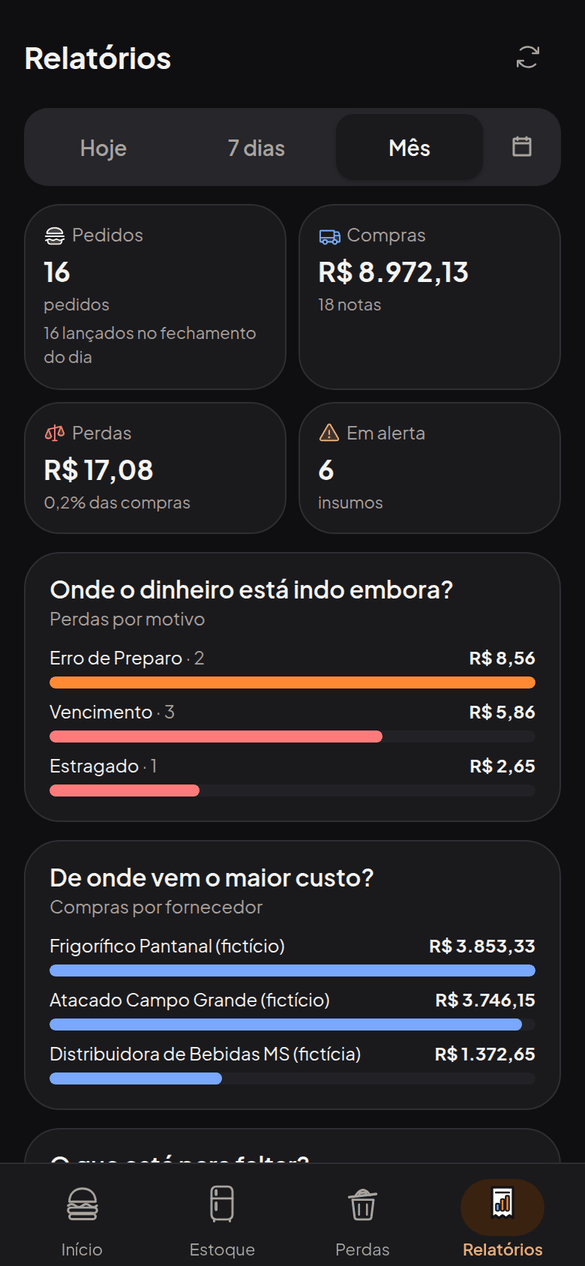 Relatórios
Hoje
7 dias
Mês
Pedidos
16
pedidos
16 lançados no fechamento
do dia
Compras
R$ 8.972,13
18 notas
Perdas
R$ 17,08
0,2% das compras
Em alerta
6
insumos
Onde o dinheiro está indo embora?
Perdas por motivo
Erro de Preparo · 2 R$ 8,56
Vencimento · 3 R$ 5,86
Estragado · 1 R$ 2,65
De onde vem o maior custo?
Compras por fornecedor
Frigorífico Pantanal (fictício) R$ 3.853,33
Atacado Campo Grande (fictício) R$ 3.746,15
Distribuidora de Bebidas MS (fictícia) R$ 1.372,65
O que está para faltar?
Início
Estoque
Perdas
Relatórios